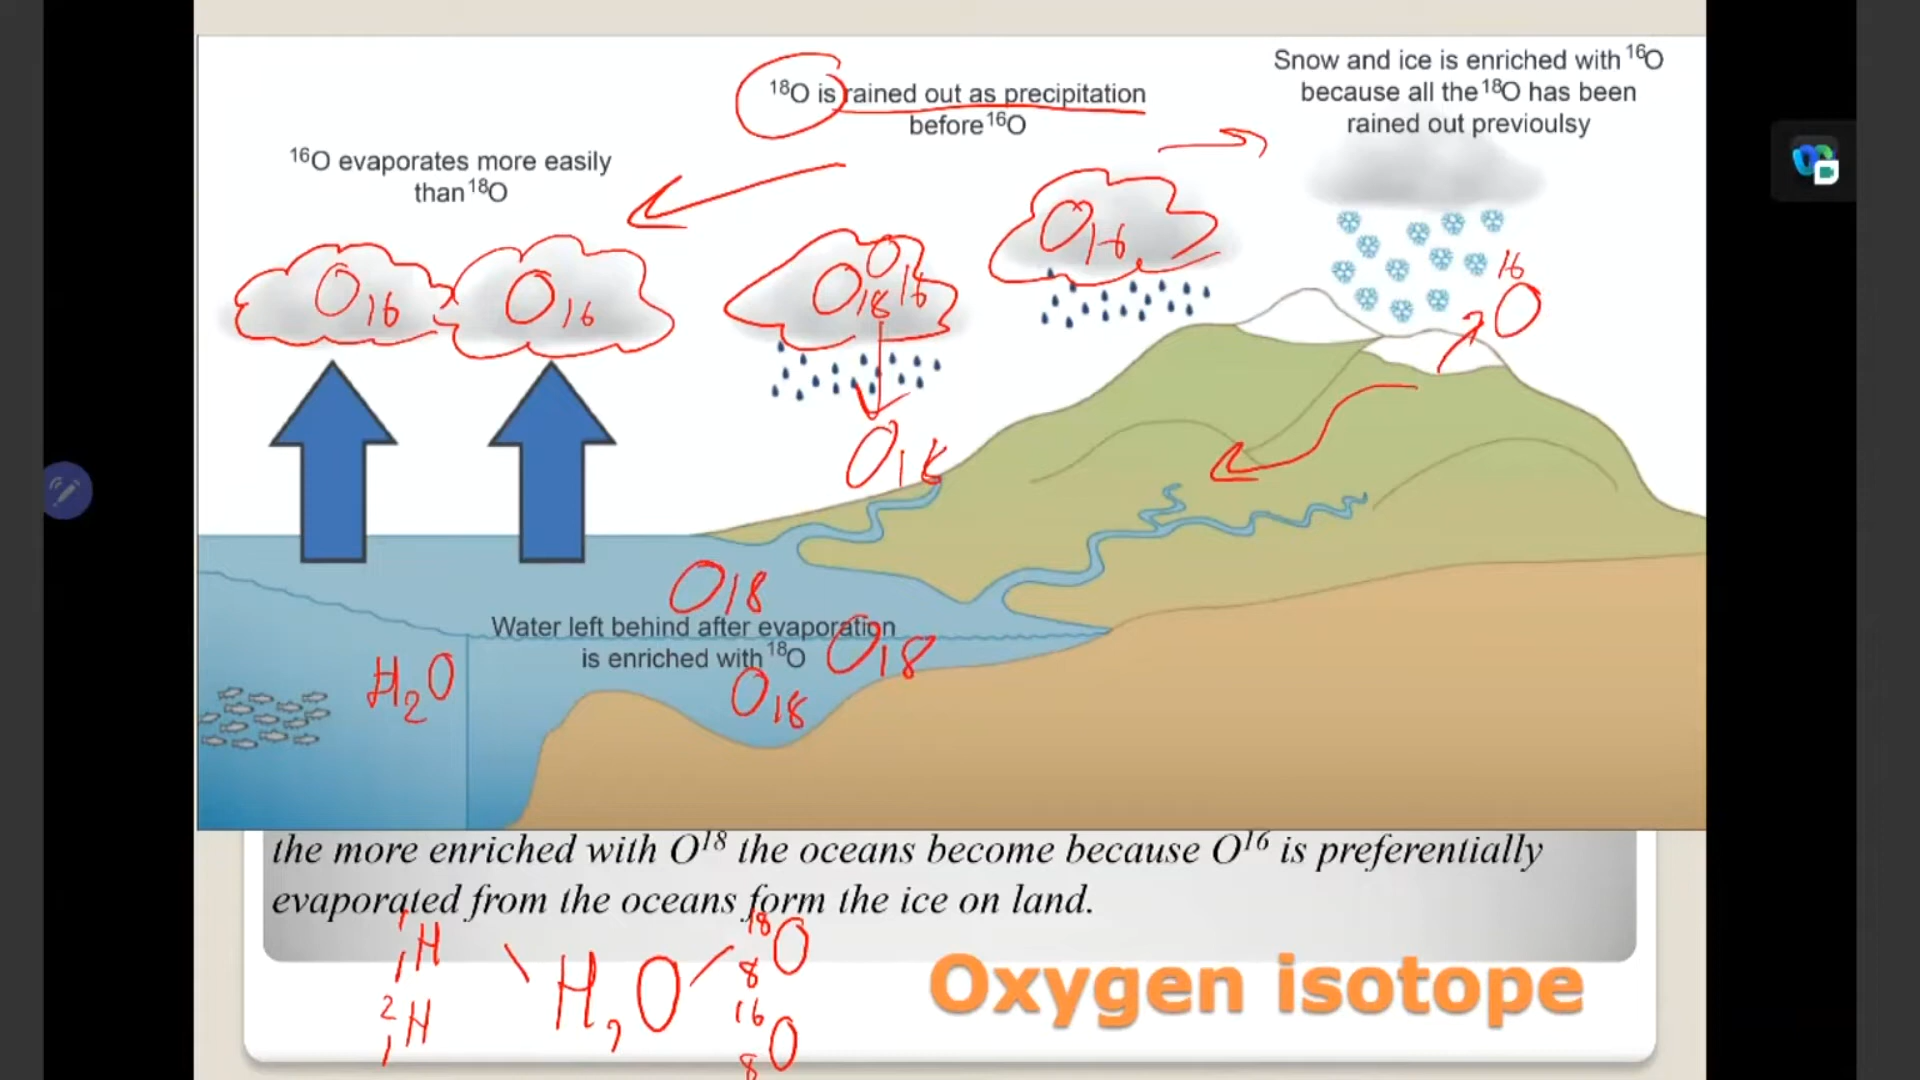 Snow and ice is enriched with ¹⁶O
because all the ¹⁸O has been
rained out previoulsy
¹⁸O is rained out as precipitation
before ¹⁶O
¹⁶O evaporates more easily
than ¹⁸O
O₁₆
O₁₆
O₁₈
O₁₆
O₁₆
¹⁶O
O₁₈
Water left behind after evaporation
is enriched with ¹⁸O
O₁₈
O₁₈
H₂O
the more enriched with O¹⁸ the oceans become because O¹⁶ is preferentially
evaporated from the oceans form the ice on land.
¹₁H
²₁H
H₂O
¹⁸₈O
¹⁶₈O
Oxygen isotope